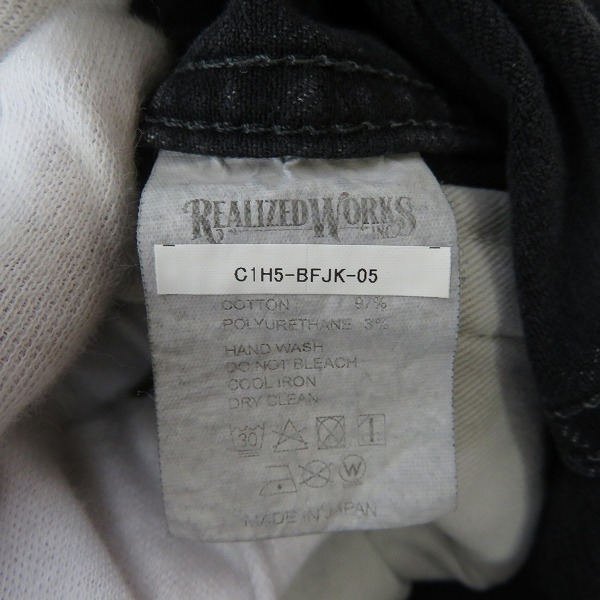 REALIZEDWORKS
INC.
C1H5-BFJK-05
COTTON 97%
POLYURETHANE 3%
HAND WASH
DO NOT BLEACH
COOL IRON
DRY CLEAN
30
W
MADE IN JAPAN